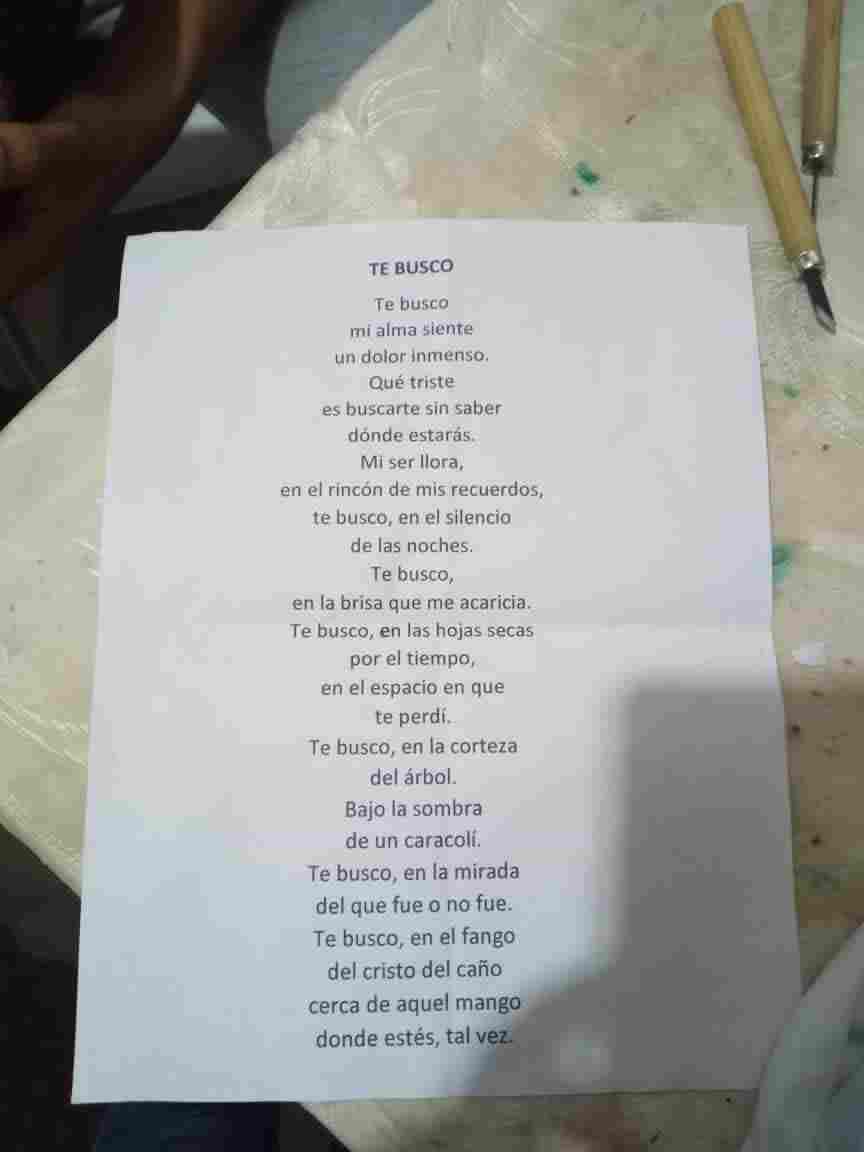 TE BUSCO
Te busco
mi alma siente
un dolor inmenso.
Qué triste
es buscarte sin saber
dónde estarás.
Mi ser llora,
en el rincón de mis recuerdos,
te busco, en el silencio
de las noches.
Te busco,
en la brisa que me acaricia.
Te busco, en las hojas secas
por el tiempo,
en el espacio en que
te perdí.
Te busco, en la corteza
del árbol.
Bajo la sombra
de un caracolí.
Te busco, en la mirada
del que fue o no fue.
Te busco, en el fango
del cristo del caño
cerca de aquel mango
donde estés, tal vez.